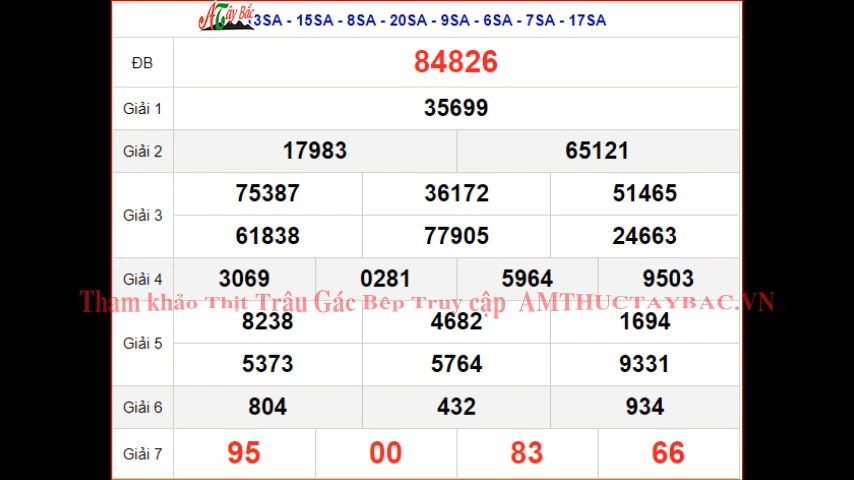 ATây Bắc 3SA - 15SA - 8SA - 20SA - 9SA - 6SA - 7SA - 17SA
ĐB 84826
Giải 1 35699
Giải 2 17983 65121
75387 36172 51465
Giải 3
61838 77905 24663
Giải 4 3069 0281 5964 9503
Tham khảo Thịt Trâu Gác Bếp Truy cập AMTHUCTAYBAC.VN
8238 4682 1694
Giải 5
5373 5764 9331
Giải 6 804 432 934
Giải 7 95 00 83 66